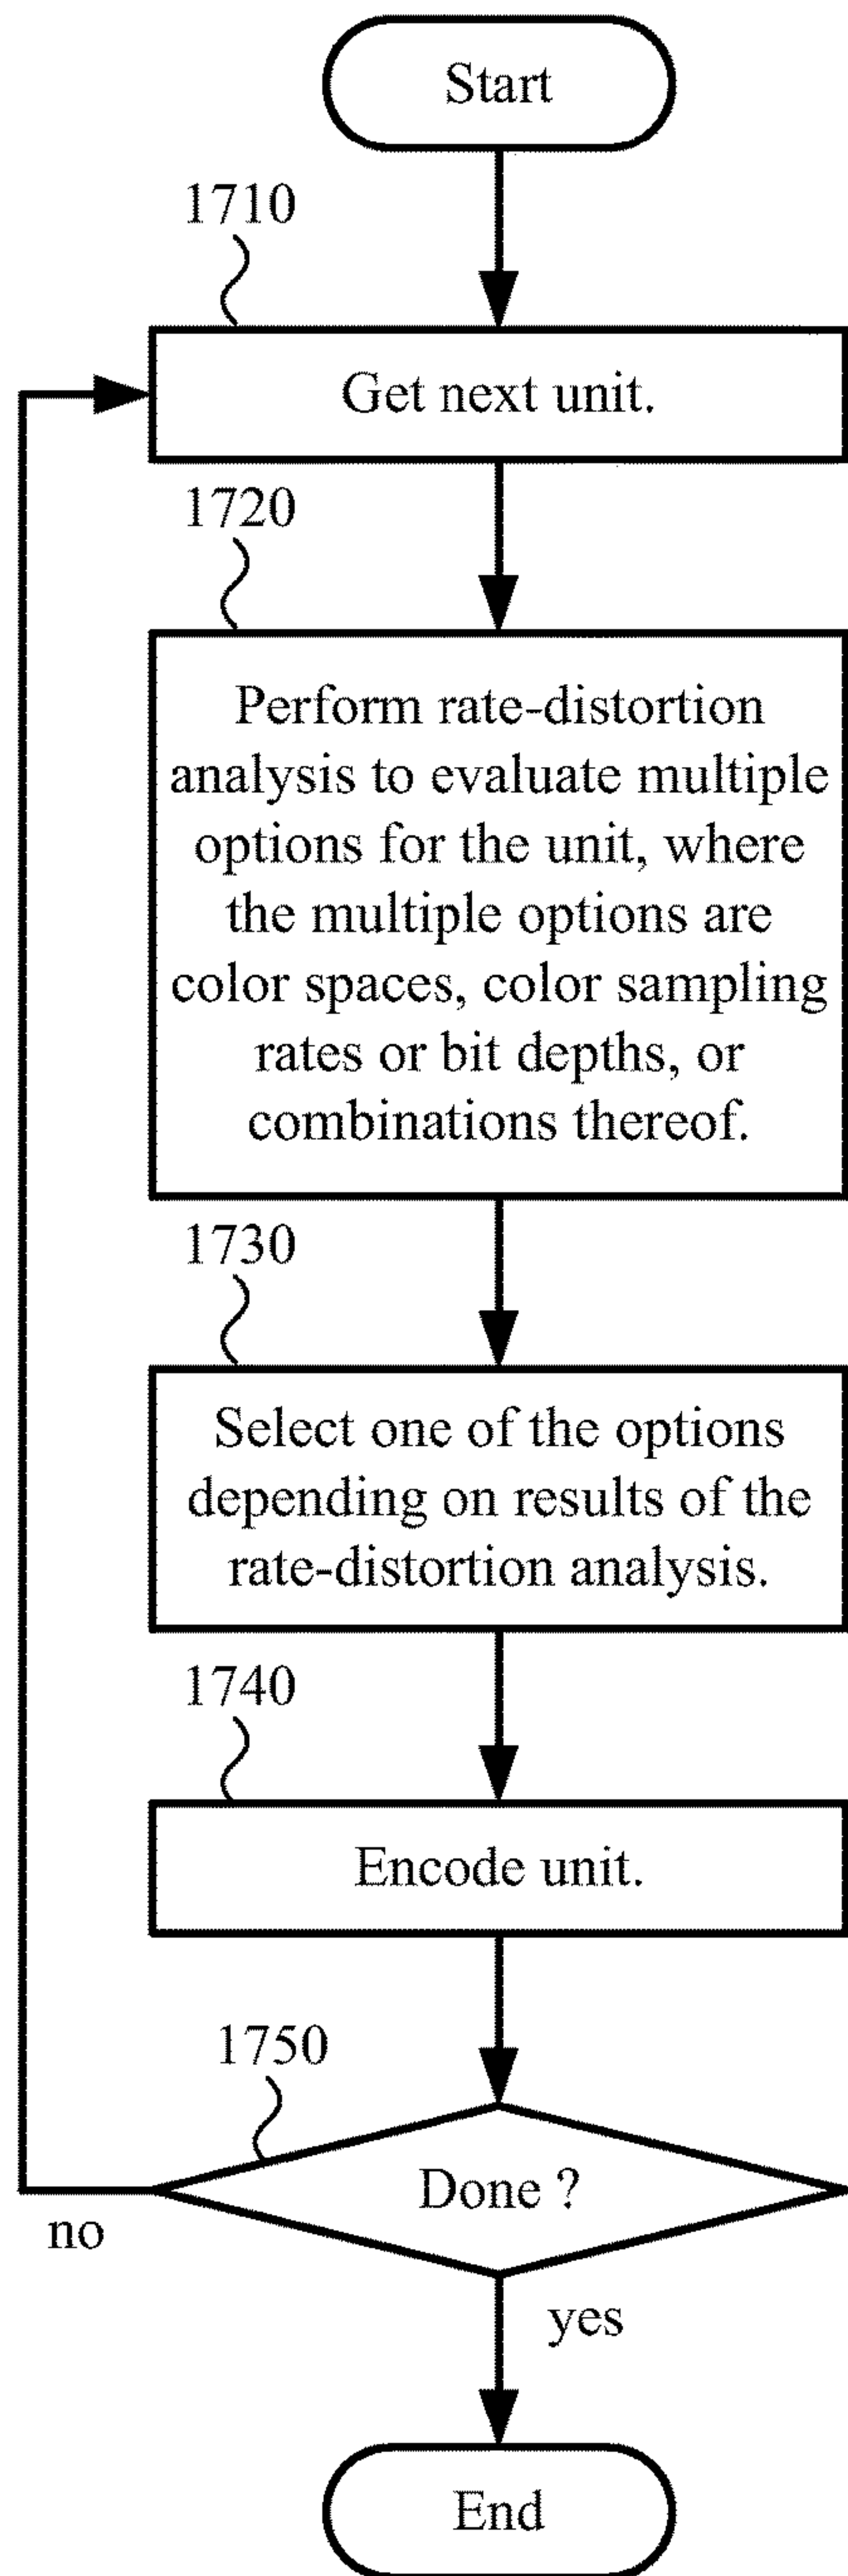 Start
1710
Get next unit.
1720
Perform rate-distortion
analysis to evaluate multiple
options for the unit, where
the multiple options are
color spaces, color sampling
rates or bit depths, or
combinations thereof.
1730
Select one of the options
depending on results of the
rate-distortion analysis.
1740
Encode unit.
1750
Done ?
no
yes
End